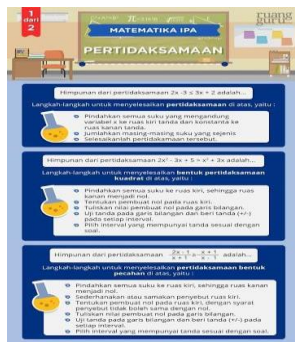 1
dari
2
ruang
guru
MATEMATIKA IPA
PERTIDAKSAMAAN
Himpunan dari pertidaksamaan 2x -3 ≤ 3x + 2 adalah...
Langkah-langkah untuk menyelesaikan pertidaksamaan di atas, yaitu :
Pindahkan semua suku yang mengandung
variabel x ke ruas kiri tanda dan konstanta ke
ruas kanan tanda.
Jumlahkan masing-masing suku yang sejenis
Selesaikanlah pertidaksamaan tersebut.
Himpunan dari pertidaksamaan 2x² - 3x + 5 > x² + 3x adalah...
Langkah-langkah untuk menyelesaikan bentuk pertidaksamaan
kuadrat di atas, yaitu :
Pindahkan semua suku ke ruas kiri, sehingga ruas
kanan menjadi nol.
Tentukan pembuat nol pada ruas kiri.
Tuliskan nilai pembuat nol pada garis bilangan.
Uji tanda pada garis bilangan dan beri tanda (+/-)
pada setiap interval.
Pilih interval yang mempunyai tanda sesuai dengan
soal.
Himpunan dari pertidaksamaan adalah...
Langkah-langkah untuk menyelesaikan pertidaksamaan bentuk
pecahan di atas, yaitu :
Pindahkan semua suku ke ruas kiri, sehingga ruas kanan
menjadi nol.
Sederhanakan atau samakan penyebut ruas kiri.
Tentukan pembuat nol pada ruas kiri, dengan syarat
penyebut tidak boleh sama dengan nol.
Tuliskan nilai pembuat nol pada garis bilangan.
Uji tanda pada garis bilangan dan beri tanda (+/-) pada
setiap interval.
Pilih interval yang mempunyai tanda sesuai dengan soal.